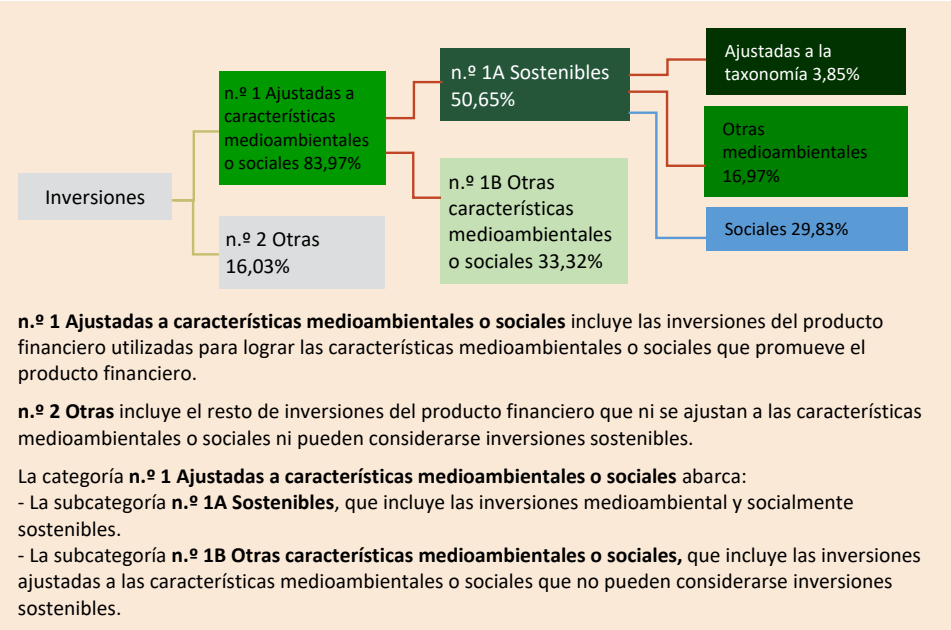 Inversiones
n.º 1 Ajustadas a
características
medioambientales
o sociales 83,97%
n.º 2 Otras
16,03%
n.º 1A Sostenibles
50,65%
n.º 1B Otras
características
medioambientales
o sociales 33,32%
Ajustadas a la
taxonomía 3,85%
Otras
medioambientales
16,97%
Sociales 29,83%
n.º 1 Ajustadas a características medioambientales o sociales incluye las inversiones del producto
financiero utilizadas para lograr las características medioambientales o sociales que promueve el
producto financiero.
n.º 2 Otras incluye el resto de inversiones del producto financiero que ni se ajustan a las características
medioambientales o sociales ni pueden considerarse inversiones sostenibles.
La categoría n.º 1 Ajustadas a características medioambientales o sociales abarca:
- La subcategoría n.º 1A Sostenibles, que incluye las inversiones medioambiental y socialmente
sostenibles.
- La subcategoría n.º 1B Otras características medioambientales o sociales, que incluye las inversiones
ajustadas a las características medioambientales o sociales que no pueden considerarse inversiones
sostenibles.